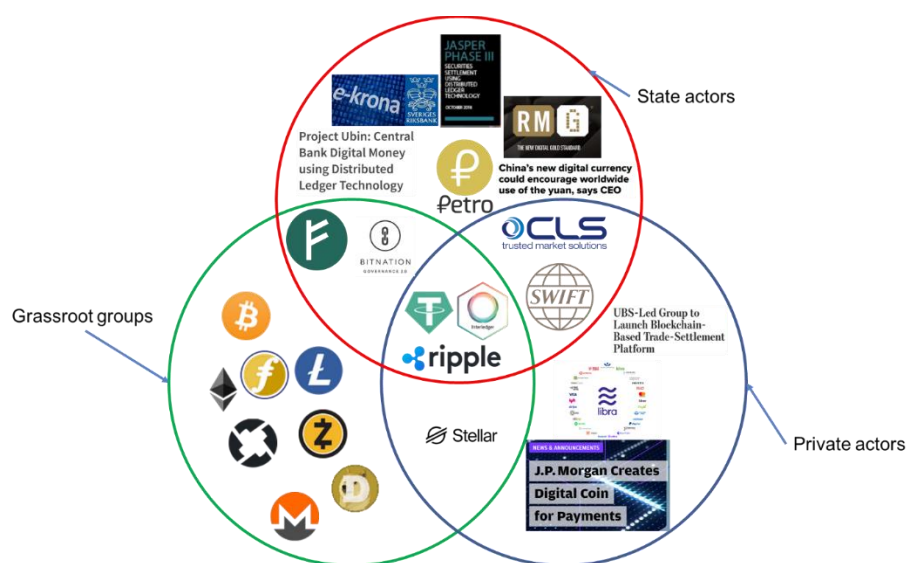 JASPER
PHASE III
SECURITIES
SETTLEMENT
USING
DISTRIBUTED
LEDGER
TECHNOLOGY
OCTOBER 2018
State actors
e-krona
SVERIGES
RIKSBANK
RMG
THE NEW DIGITAL GOLD STANDARD
Project Ubin: Central
Bank Digital Money
using Distributed
Ledger Technology
China's new digital currency
could encourage worldwide
use of the yuan, says CEO
Petro
CLS
trusted market solutions
BITNATION
GOVERNANCE 2.0
SWIFT
Interledger
Grassroot groups
UBS-Led Group to
Launch Blockchain-
Based Trade-Settlement
Platform
ripple
libra
Stellar
Private actors
NEWS & ANNOUNCEMENTS
J.P. Morgan Creates
Digital Coin
for Payments